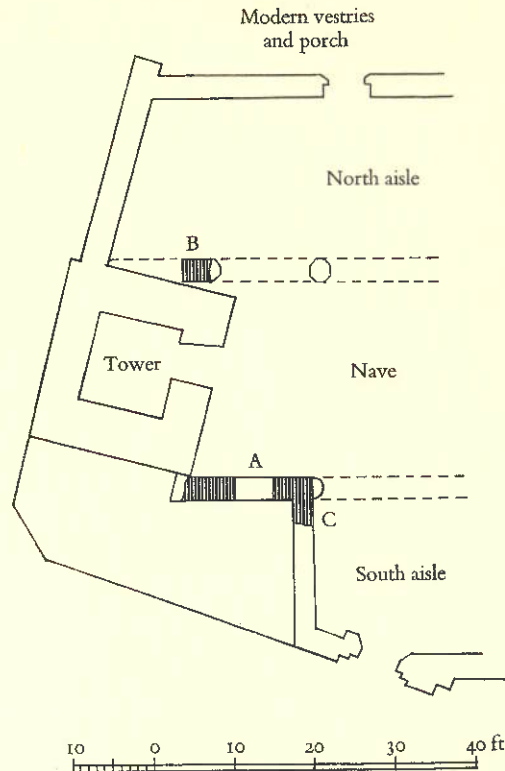 Modern vestries
and porch
North aisle
B
Tower
Nave
A
C
South aisle
10 0 10 20 30 40 ft